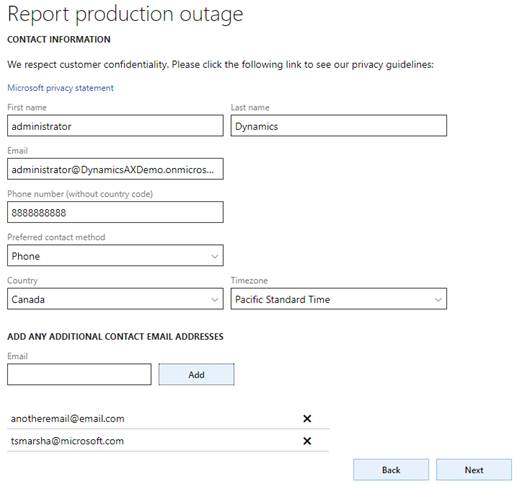 Report production outage
CONTACT INFORMATION
We respect customer confidentiality. Please click the following link to see our privacy guidelines:
Microsoft privacy statement
First name Last name
administrator Dynamics
Email
administrator@DynamicsAXDemo.onmicros...
Phone number (without country code)
8888888888
Preferred contact method
Phone
Country Timezone
Canada Pacific Standard Time
ADD ANY ADDITIONAL CONTACT EMAIL ADDRESSES
Email
Add
anotheremail@email.com
tsmarsha@microsoft.com
Back Next